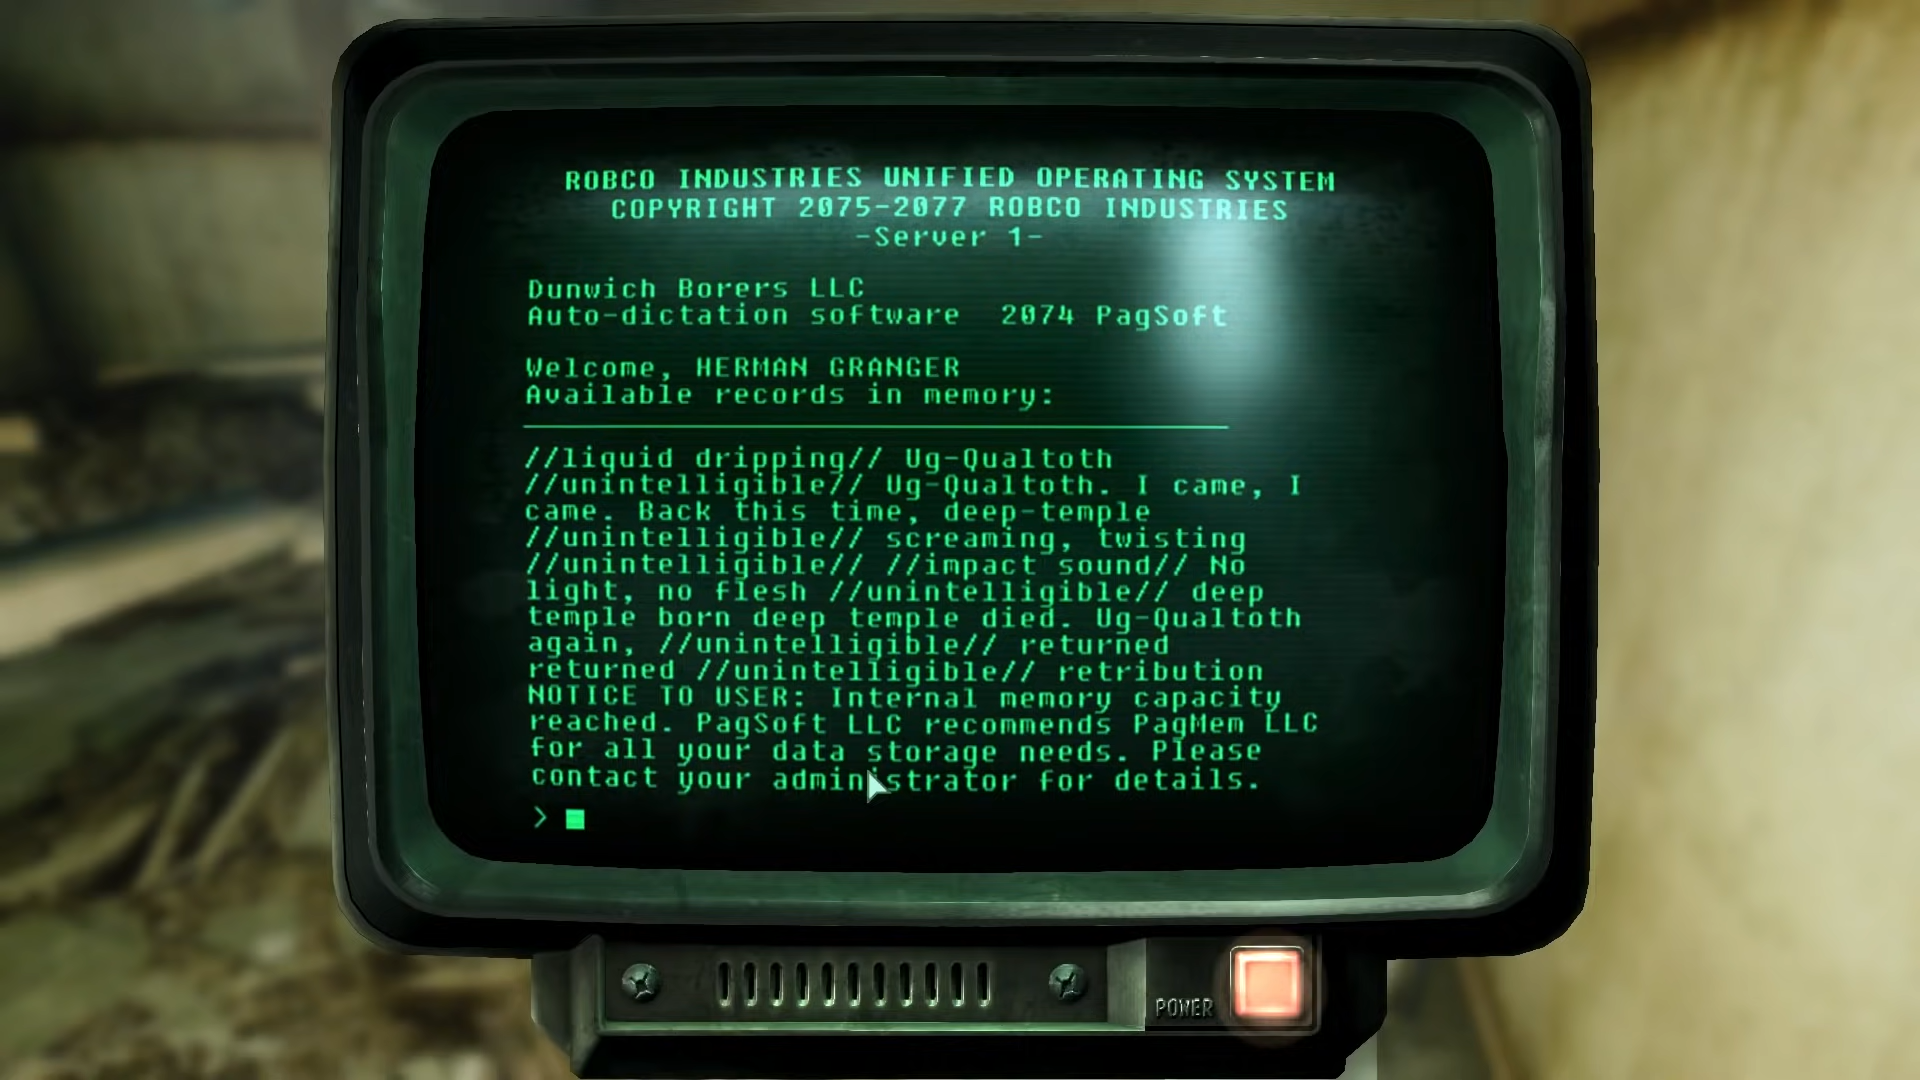 ROBCO INDUSTRIES UNIFIED OPERATING SYSTEM
COPYRIGHT 2075-2077 ROBCO INDUSTRIES
-Server 1-
Dunwich Borers LLC
Auto-dictation software  2074 PagSoft
Welcome, HERMAN GRANGER
Available records in memory:
//liquid dripping// Ug-Qualtoth
//unintelligible// Ug-Qualtoth. I came, I
came. Back this time, deep-temple
//unintelligible// screaming, twisting
//unintelligible// //impact sound// No
light, no flesh //unintelligible// deep
temple born deep temple died. Ug-Qualtoth
again, //unintelligible// returned
returned //unintelligible// retribution
NOTICE TO USER: Internal memory capacity
reached. PagSoft LLC recommends PagMem LLC
for all your data storage needs. Please
contact your administrator for details.
>
POWER